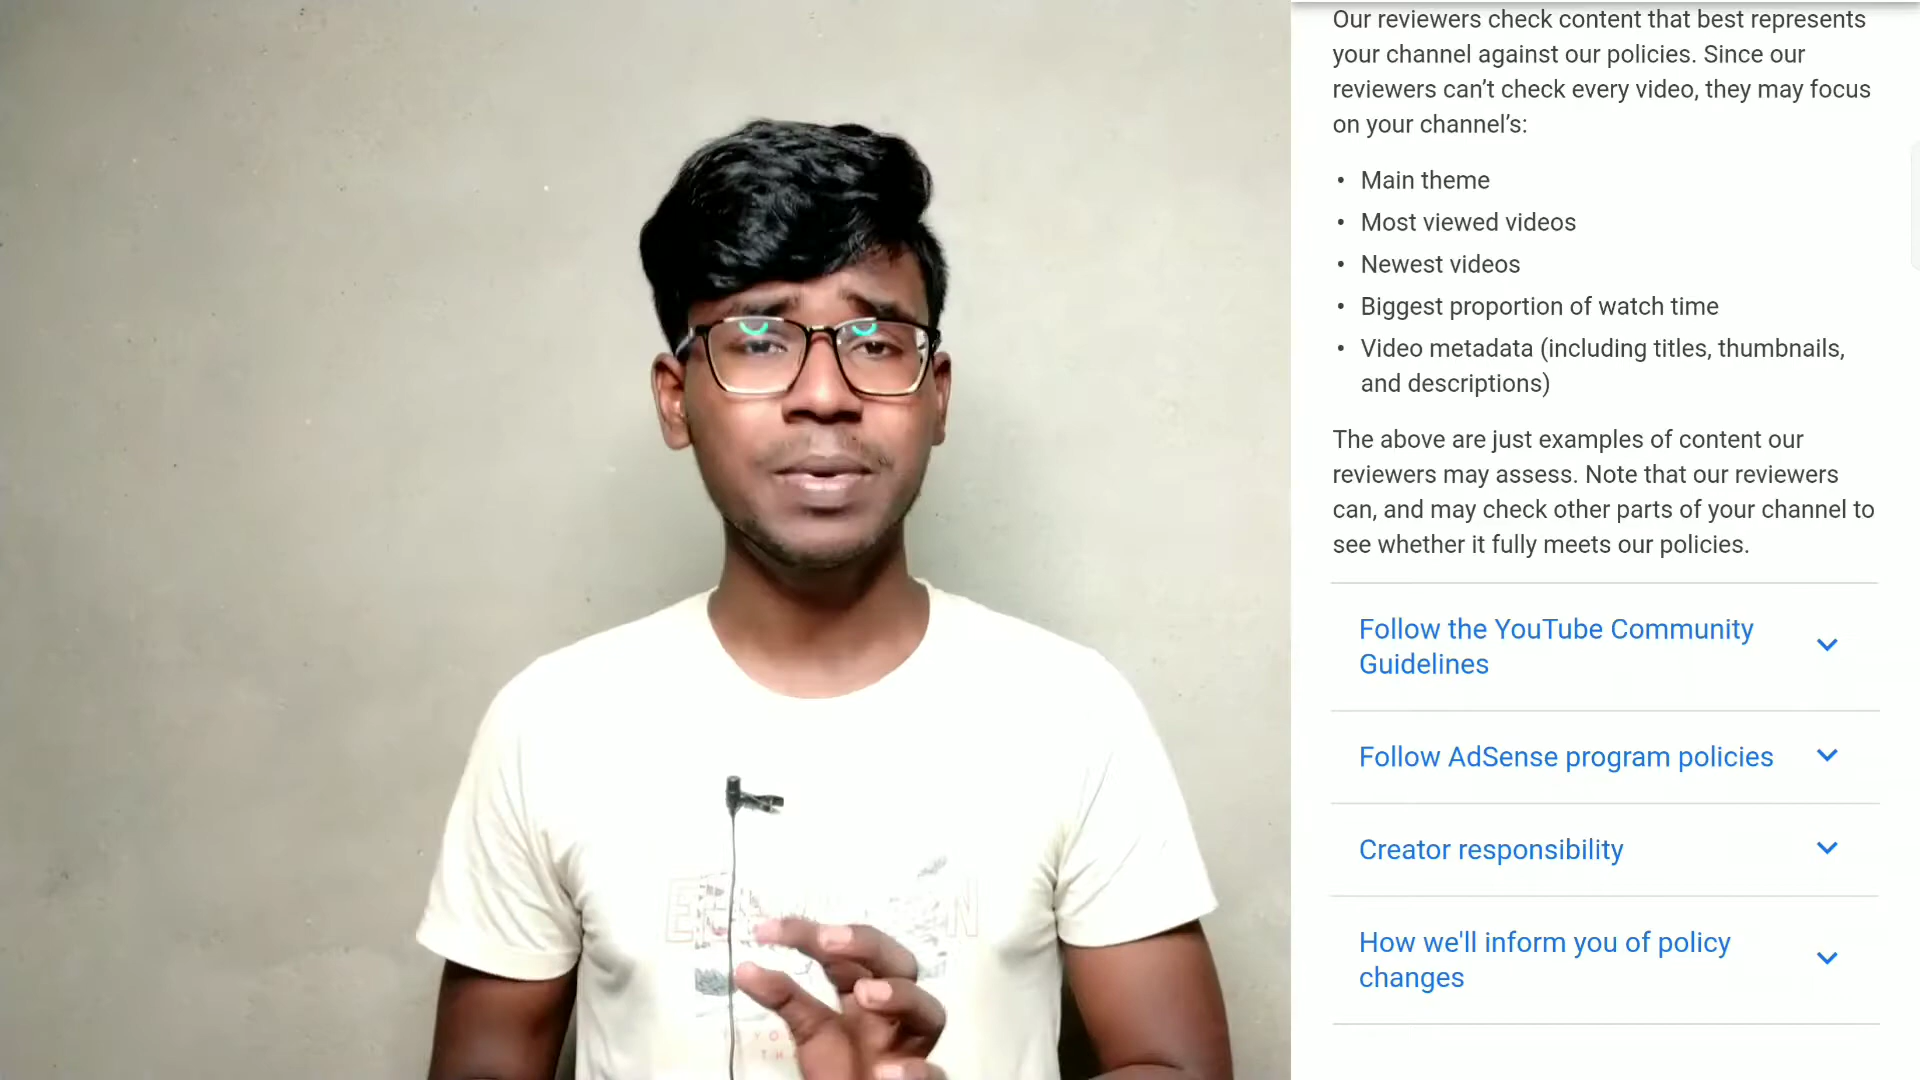 Our reviewers check content that best represents
your channel against our policies. Since our
reviewers can’t check every video, they may focus
on your channel’s:
• Main theme
• Most viewed videos
• Newest videos
• Biggest proportion of watch time
• Video metadata (including titles, thumbnails,
and descriptions)
The above are just examples of content our
reviewers may assess. Note that our reviewers
can, and may check other parts of your channel to
see whether it fully meets our policies.
Follow the YouTube Community
Guidelines
Follow AdSense program policies
Creator responsibility
How we'll inform you of policy
changes